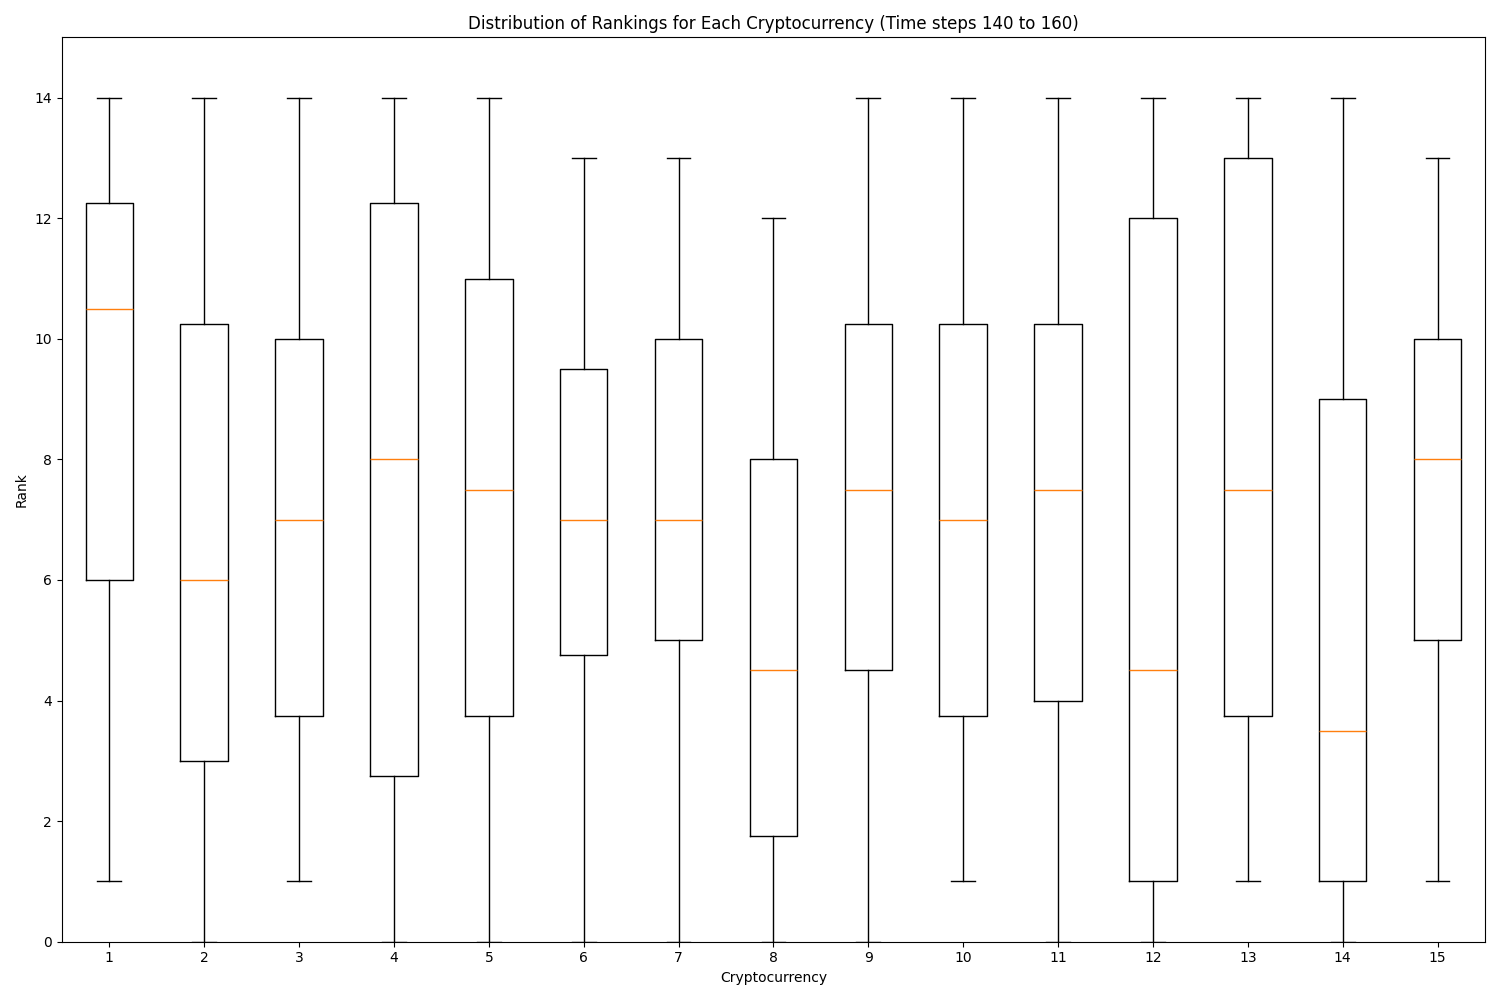 Distribution of Rankings for Each Cryptocurrency (Time steps 140 to 160)
Rank
14
12
10
8
6
4
2
0
1 2 3 4 5 6 7 8 9 10 11 12 13 14 15
Cryptocurrency